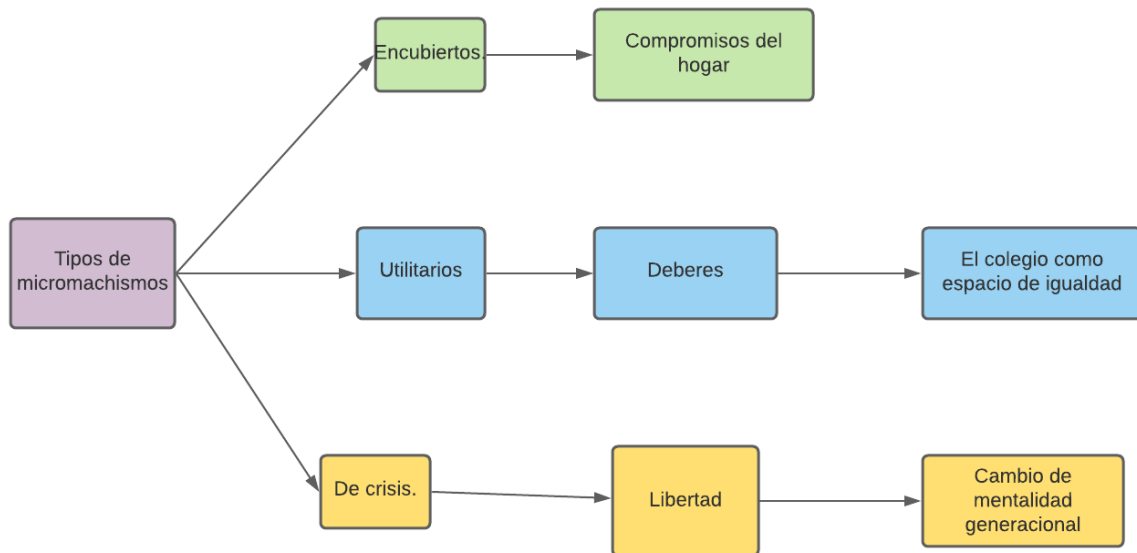 Encubiertos.
Compromisos del
hogar
Tipos de
micromachismos
Utilitarios
Deberes
El colegio como
espacio de igualdad
De crisis.
Libertad
Cambio de
mentalidad
generacional